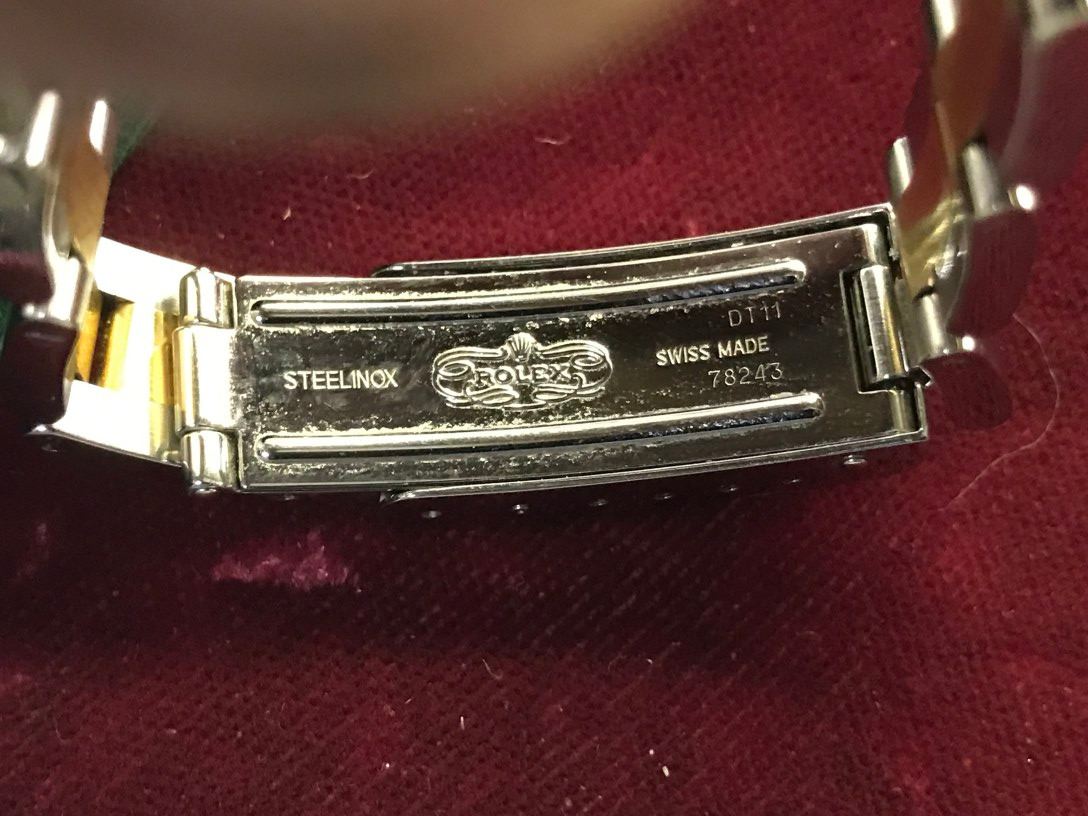 STEELINOX
ROLEX
DT11
SWISS MADE
78243